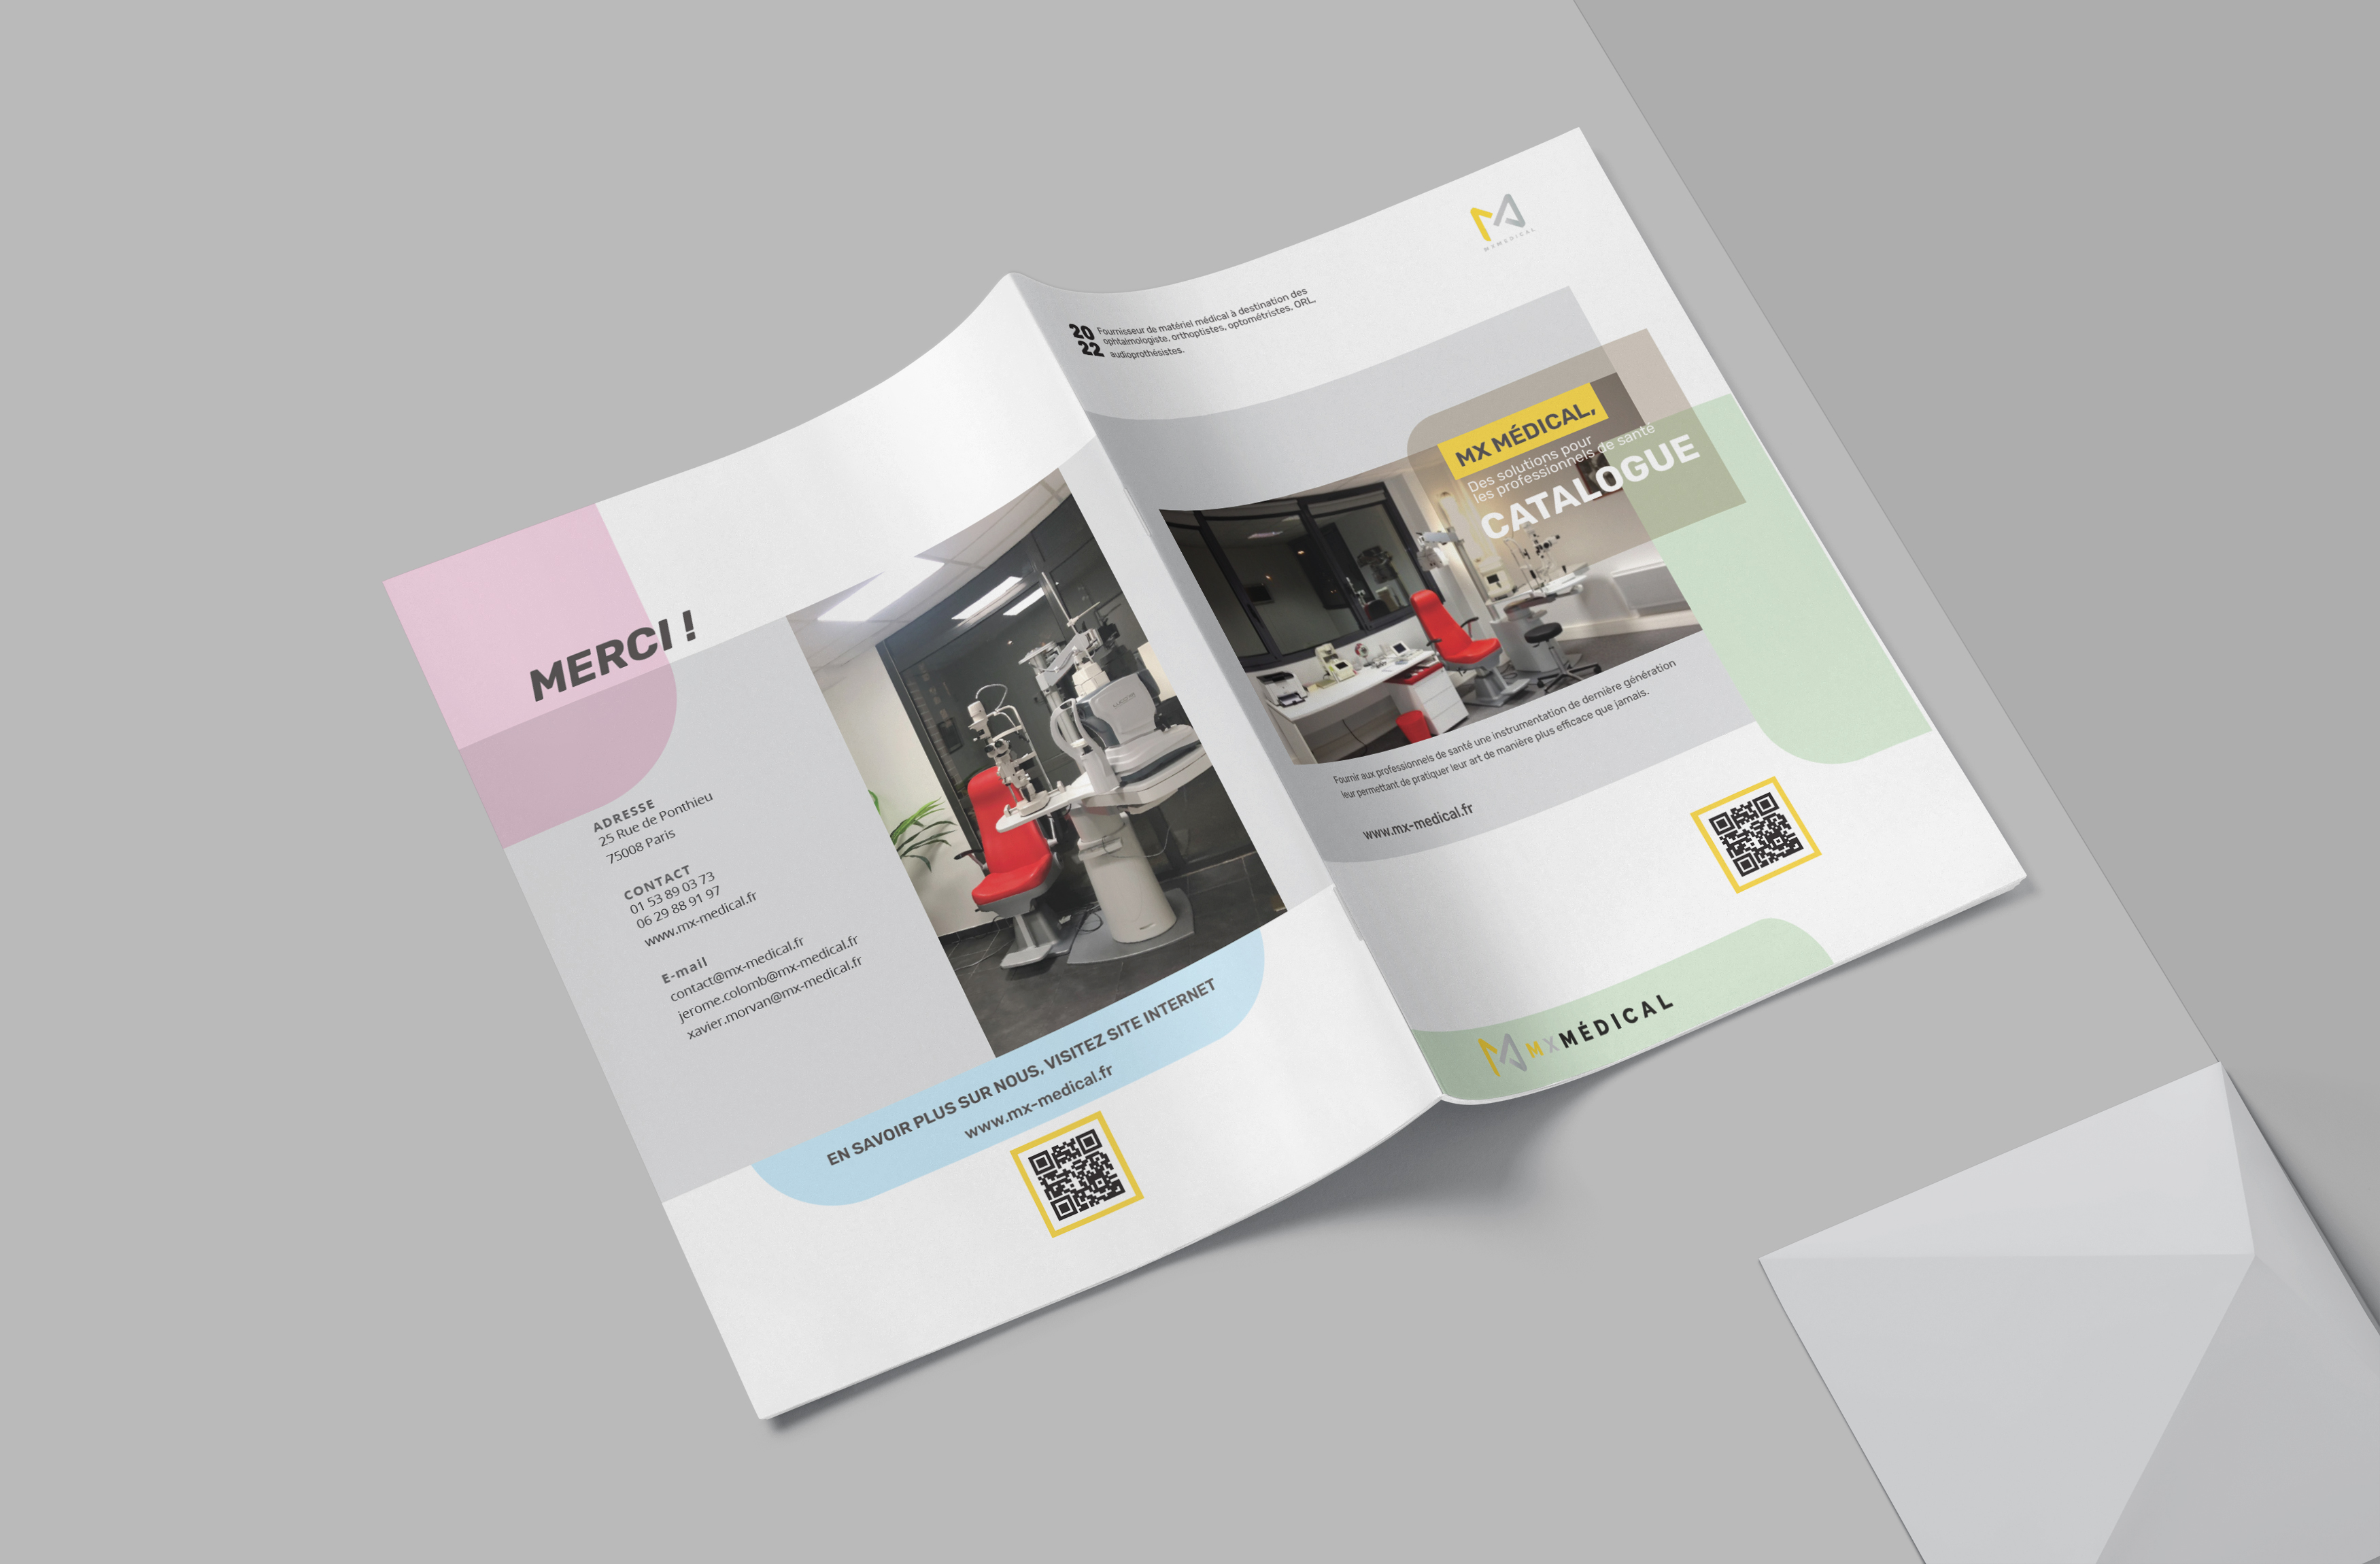 MERCI !
ADRESSE
25 Rue de Ponthieu
75008 Paris
CONTACT
01 53 89 03 73
06 29 88 91 97
www.mx-medical.fr
E-mail
contact@mx-medical.fr
jerome.colomb@mx-medical.fr
xavier.morvan@mx-medical.fr
EN SAVOIR PLUS SUR NOUS, VISITEZ SITE INTERNET
www.mx-medical.fr
MXMEDICAL
20
22
Fournisseur de matériel médical à destination des
ophtalmologiste, orthoptistes, optométristes, ORL,
audioprothésistes.
MX MÉDICAL,
Des solutions pour
les professionnels de santé
CATALOGUE
Fournir aux professionnels de santé une instrumentation de dernière génération
leur permettant de pratiquer leur art de manière plus efficace que jamais.
www.mx-medical.fr
MXMÉDICAL